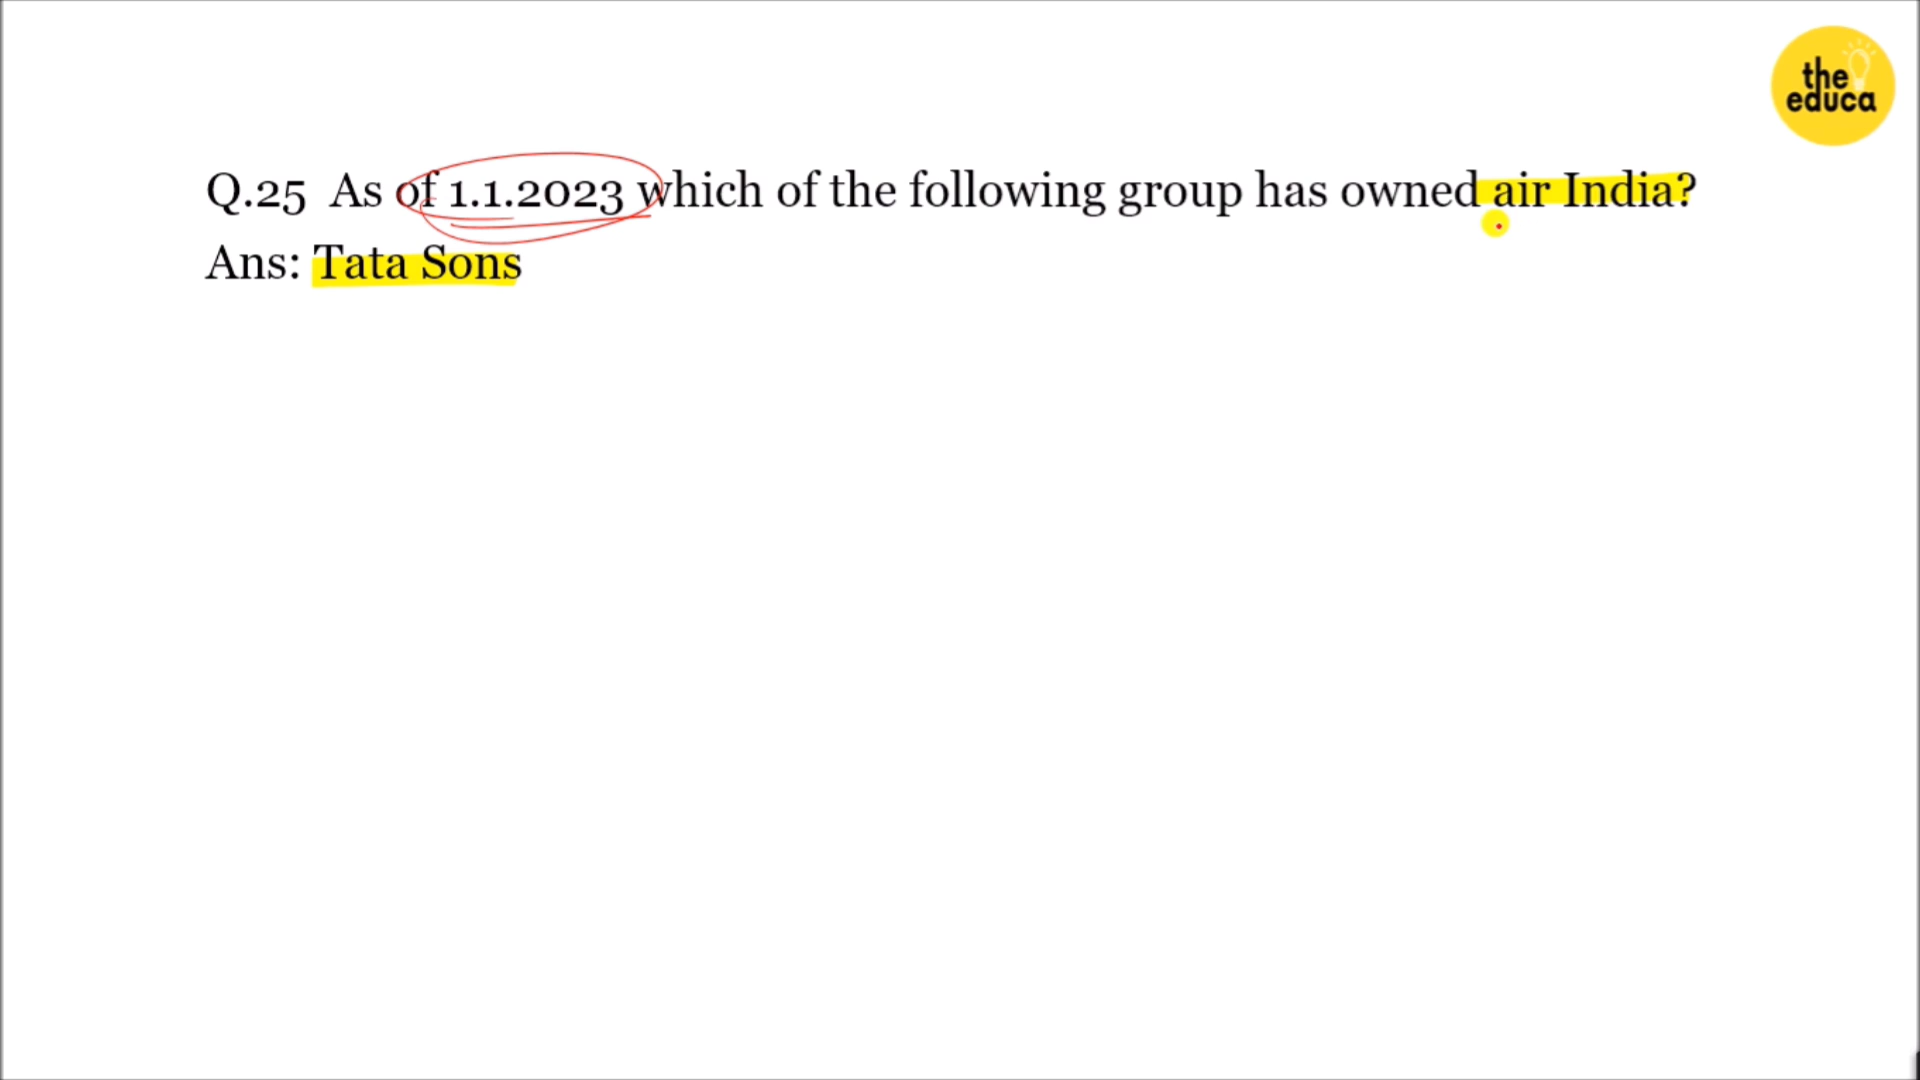 the
educa
Q.25 As of 1.1.2023 which of the following group has owned air India?
Ans: Tata Sons